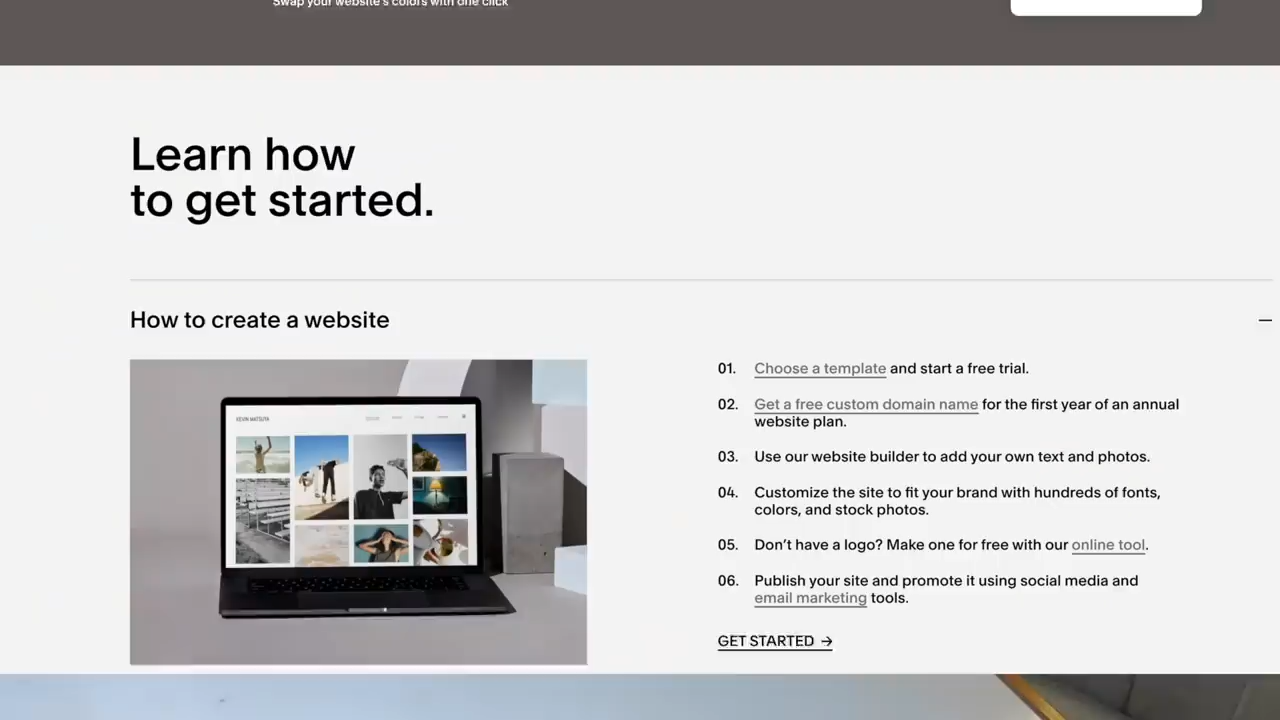 Swap your website's colors with one click
Learn how
to get started.
How to create a website
KEVIN MATSUYA
01. Choose a template and start a free trial.
02. Get a free custom domain name for the first year of an annual
website plan.
03. Use our website builder to add your own text and photos.
04. Customize the site to fit your brand with hundreds of fonts,
colors, and stock photos.
05. Don’t have a logo? Make one for free with our online tool.
06. Publish your site and promote it using social media and
email marketing tools.
GET STARTED →